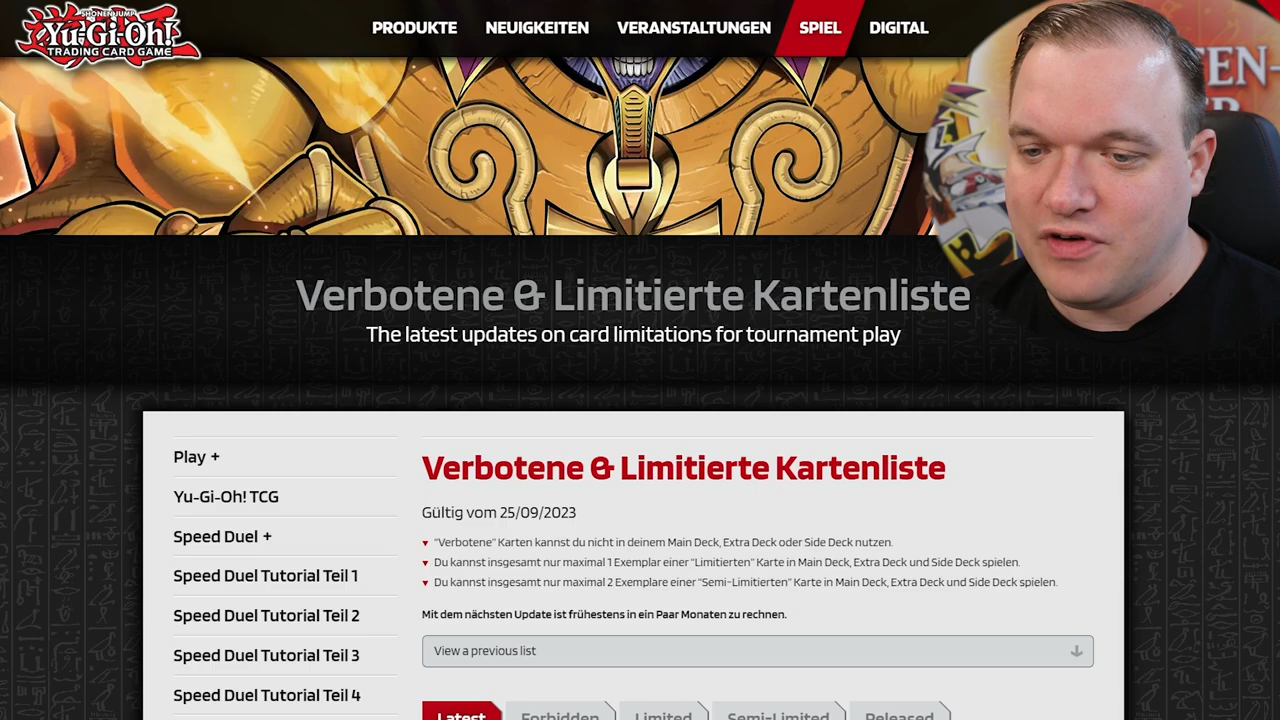 SHONEN JUMP
Yu-Gi-Oh!
TRADING CARD GAME
PRODUKTE
NEUIGKEITEN
VERANSTALTUNGEN
SPIEL
DIGITAL
Verbotene & Limitierte Kartenliste
The latest updates on card limitations for tournament play
Play +
Yu-Gi-Oh! TCG
Speed Duel +
Speed Duel Tutorial Teil 1
Speed Duel Tutorial Teil 2
Speed Duel Tutorial Teil 3
Speed Duel Tutorial Teil 4
Verbotene & Limitierte Kartenliste
Gültig vom 25/09/2023
"Verbotene" Karten kannst du nicht in deinem Main Deck, Extra Deck oder Side Deck nutzen.
Du kannst insgesamt nur maximal 1 Exemplar einer "Limitierten" Karte in Main Deck, Extra Deck und Side Deck spielen.
Du kannst insgesamt nur maximal 2 Exemplare einer "Semi-Limitierten" Karte in Main Deck, Extra Deck und Side Deck spielen.
Mit dem nächsten Update ist frühestens in ein Paar Monaten zu rechnen.
View a previous list
Latest
Forbidden
Limited
Semi-Limited
Released